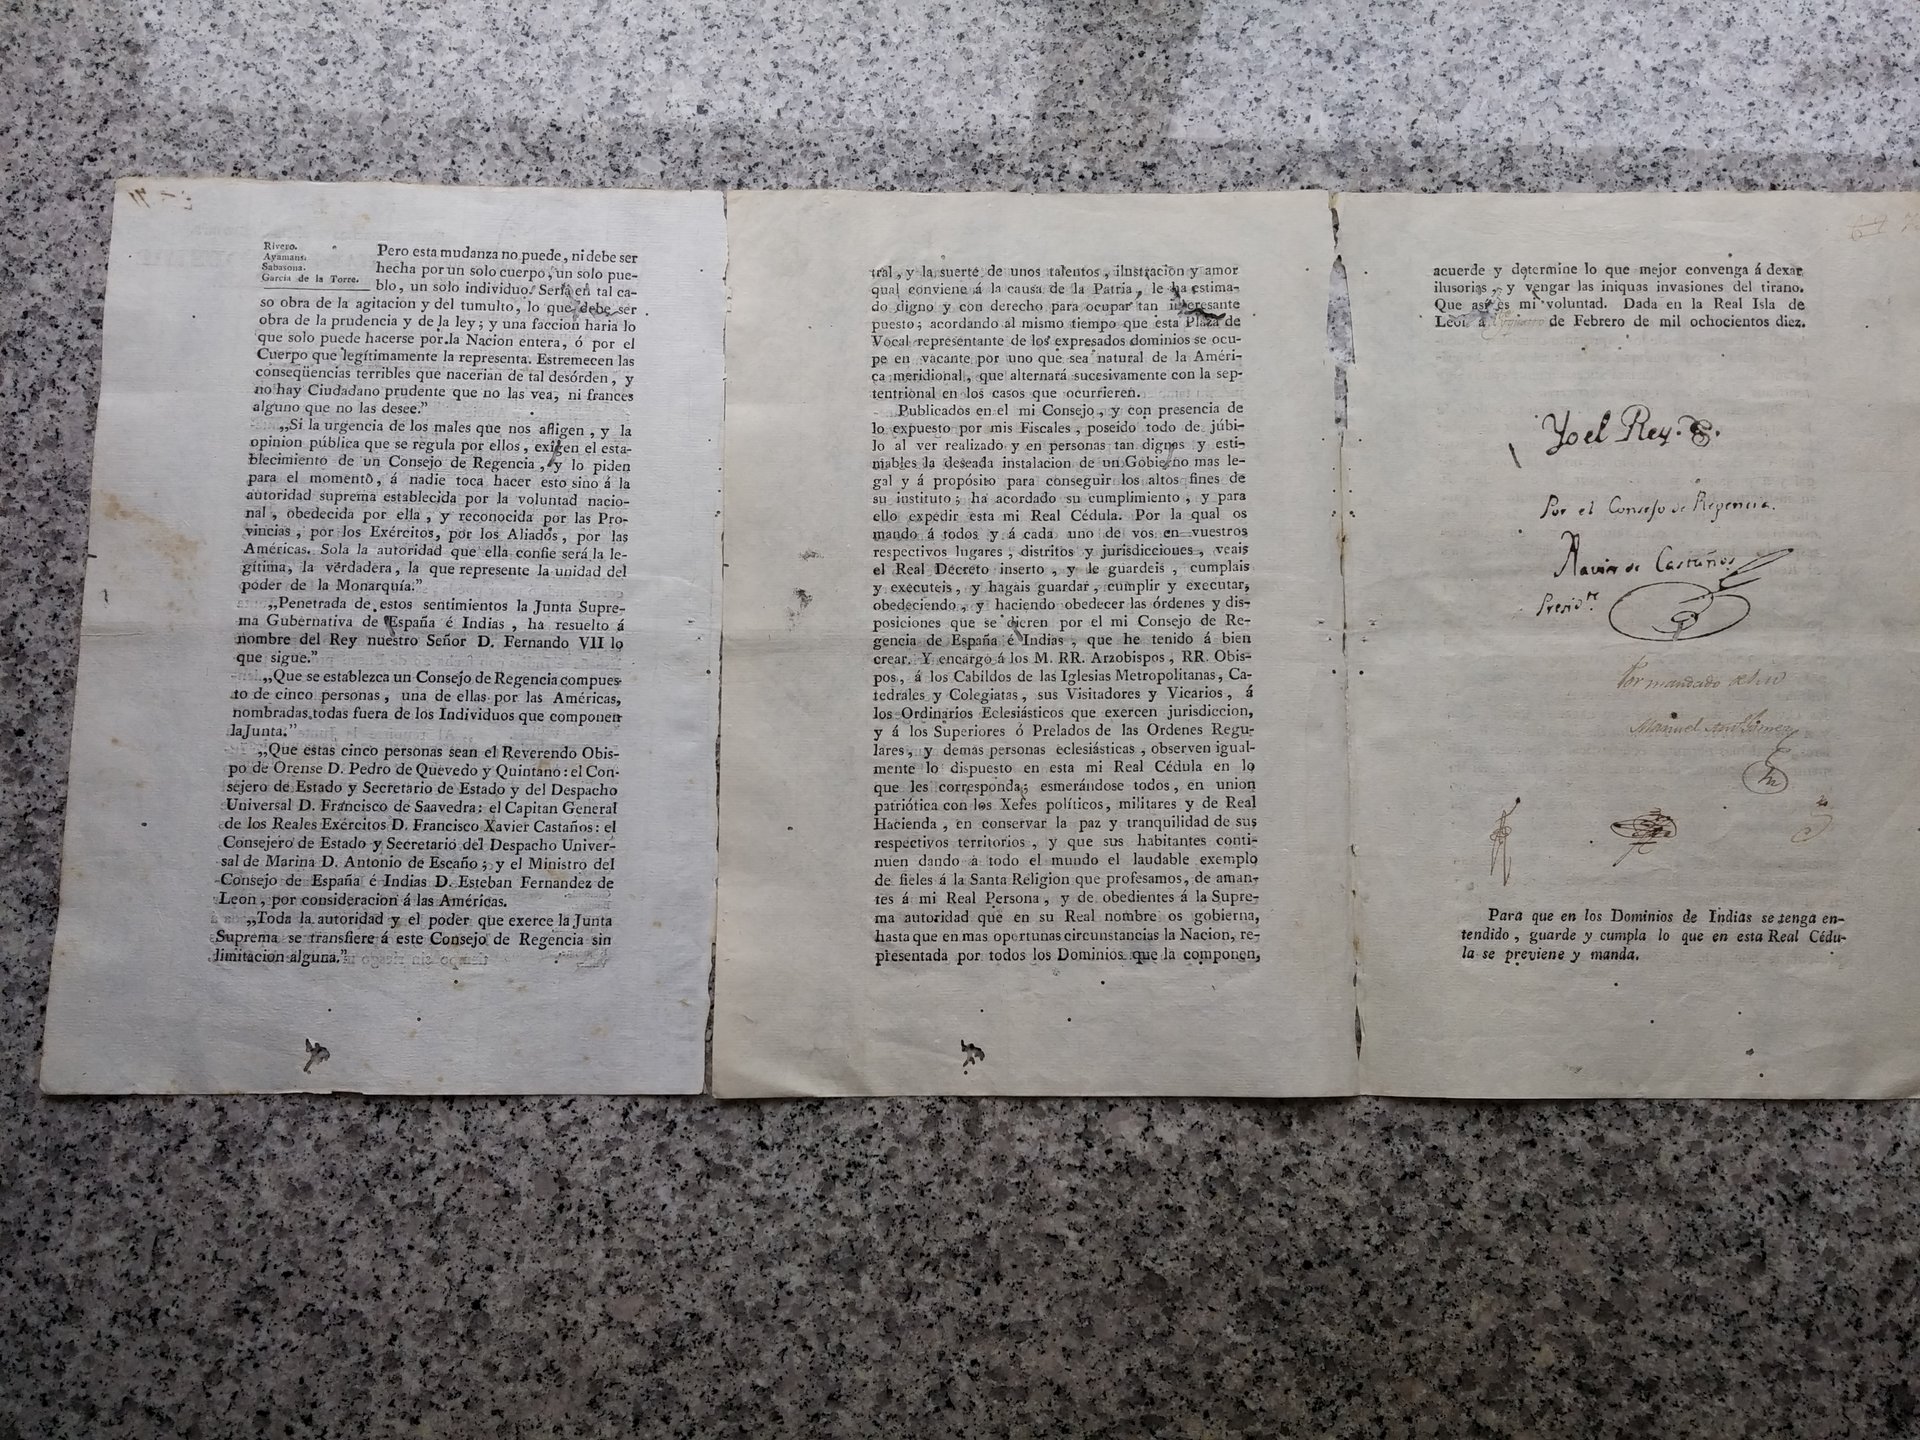 Rivero.
Ayamans.
Sabasona.
Garcia de la Torre.
Pero esta mudanza no puede, ni debe ser
hecha por un solo cuerpo, un solo pue-
blo, un solo individuo. Sería en tal ca-
so obra de la agitacion y del tumulto, lo que debe ser
obra de la prudencia y de la ley; y una faccion haria lo
que solo puede hacerse por la Nacion entera, ó por el
Cuerpo que legítimamente la representa. Estremecen las
conseqüencias terribles que nacerian de tal desórden, y
no hay Ciudadano prudente que no las vea, ni frances
alguno que no las desee."
„Si la urgencia de los males que nos afligen, y la
opinion pública que se regula por ellos, exîgen el esta-
blecimiento de un Consejo de Regencia, y lo piden
para el momento, á nadie toca hacer esto sino á la
autoridad suprema establecida por la voluntad nacio-
nal, obedecida por ella, y reconocida por las Pro-
vincias, por los Exércitos, por los Aliados, por las
Américas. Sola la autoridad que ella confie será la le-
gítima, la verdadera, la que represente la unidad del
poder de la Monarquía."
„Penetrada de estos sentimientos la Junta Supre-
ma Gubernativa de España é Indias, ha resuelto á
nombre del Rey nuestro Señor D. Fernando VII lo
que sigue."
„Que se establezca un Consejo de Regencia compues-
to de cinco personas, una de ellas por las Américas,
nombradas todas fuera de los Individuos que componen
la Junta."
„Que estas cinco personas sean el Reverendo Obis-
po de Orense D. Pedro de Quevedo y Quintano: el Con-
sejero de Estado y Secretario de Estado y del Despacho
Universal D. Francisco de Saavedra: el Capitan General
de los Reales Exércitos D. Francisco Xavier Castaños: el
Consejero de Estado y Secretario del Despacho Univer-
sal de Marina D. Antonio de Escaño; y el Ministro del
Consejo de España é Indias D. Esteban Fernandez de
Leon, por consideracion á las Américas.
„Toda la autoridad y el poder que exerce la Junta
Suprema se transfiere á este Consejo de Regencia sin
limitacion alguna."
tral, y la suerte de unos talentos, ilustracion y amor
qual conviene á la causa de la Patria, le ha estima-
do digno y con derecho para ocupar tan interesante
puesto; acordando al mismo tiempo que esta Plaza de
Vocal representante de los expresados dominios se ocu-
pe en vacante por uno que sea natural de la Améri-
ca meridional, que alternará sucesivamente con la sep-
tentrional en los casos que ocurrieren.
Publicados en el mi Consejo, y con presencia de
lo expuesto por mis Fiscales, poseido todo de júbi-
lo al ver realizado y en personas tan dignas y esti-
mables la deseada instalacion de un Gobierno mas le-
gal y á propósito para conseguir los altos fines de
su instituto; ha acordado su cumplimiento, y para
ello expedir esta mi Real Cédula. Por la qual os
mando á todos y á cada uno de vos en vuestros
respectivos lugares, distritos y jurisdicciones, veais
el Real Decreto inserto, y le guardeis, cumplais
y executeis, y hagais guardar, cumplir y executar,
obedeciendo, y haciendo obedecer las órdenes y dis-
posiciones que se dieren por el mi Consejo de Re-
gencia de España é Indias, que he tenido á bien
crear. Y encargo á los M. RR. Arzobispos, RR. Obis-
pos, á los Cabildos de las Iglesias Metropolitanas, Ca-
tedrales y Colegiatas, sus Visitadores y Vicarios, á
los Ordinarios Eclesiásticos que exercen jurisdiccion,
y á los Superiores ó Prelados de las Ordenes Regu-
lares, y demas personas eclesiásticas, observen igual-
mente lo dispuesto en esta mi Real Cédula en lo
que les corresponda; esmerándose todos, en union
patriótica con los Xefes políticos, militares y de Real
Hacienda, en conservar la paz y tranquilidad de sus
respectivos territorios, y que sus habitantes conti-
nuen dando á todo el mundo el laudable exemplo
de fieles á la Santa Religion que profesamos, de aman-
tes á mi Real Persona, y de obedientes á la Supre-
ma autoridad que en su Real nombre os gobierna,
hasta que en mas oportunas circunstancias la Nacion, re-
presentada por todos los Dominios que la componen,
acuerde y determine lo que mejor convenga á dexar
ilusorias, y vengar las iniquas invasiones del tirano.
Que así es mi voluntad. Dada en la Real Isla de
Leon á de Febrero de mil ochocientos diez.
Yo el Rey.
Por el Consejo de Regencia.
Xavier de Castaños
Presid.te
Por mandado del
Manuel
Para que en los Dominios de Indias se tenga en-
tendido, guarde y cumpla lo que en esta Real Cédu-
la se previene y manda.